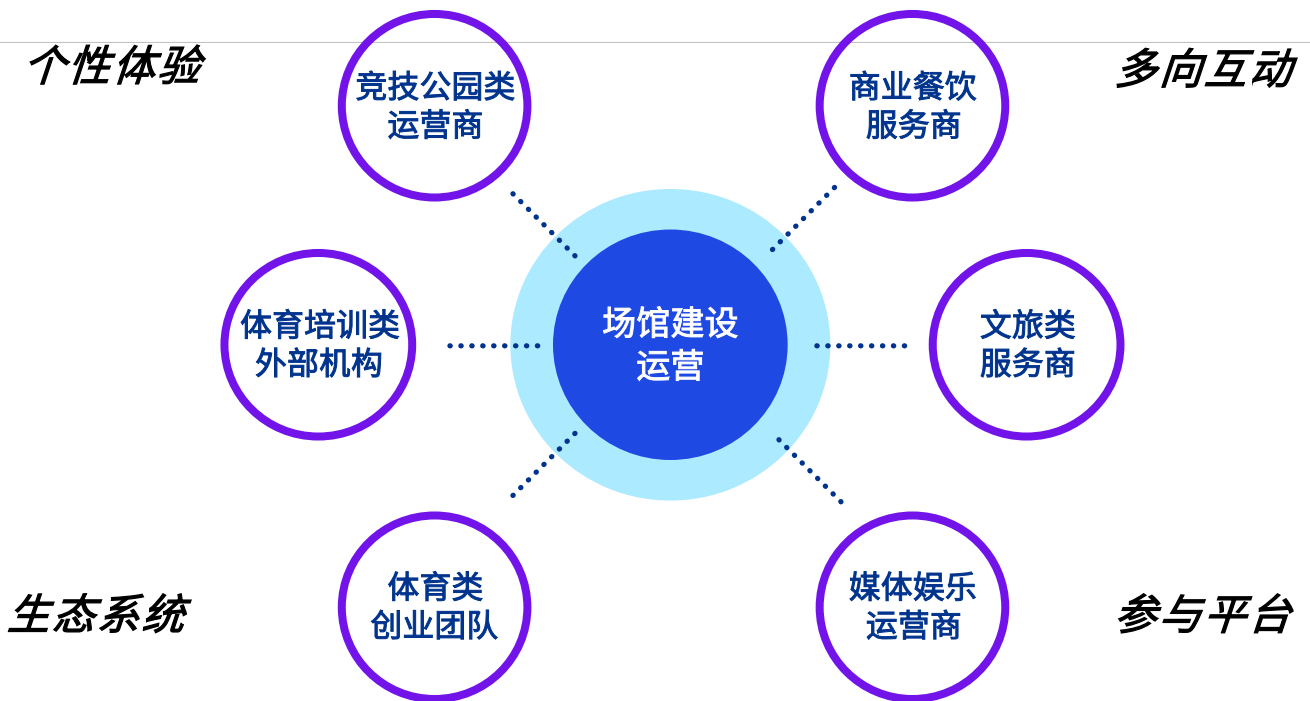 个性体验
竞技公园类
运营商
商业餐饮
服务商
多向互动
体育培训类
外部机构
场馆建设
运营
文旅类
服务商
生态系统
体育类
创业团队
媒体娱乐
运营商
参与平台